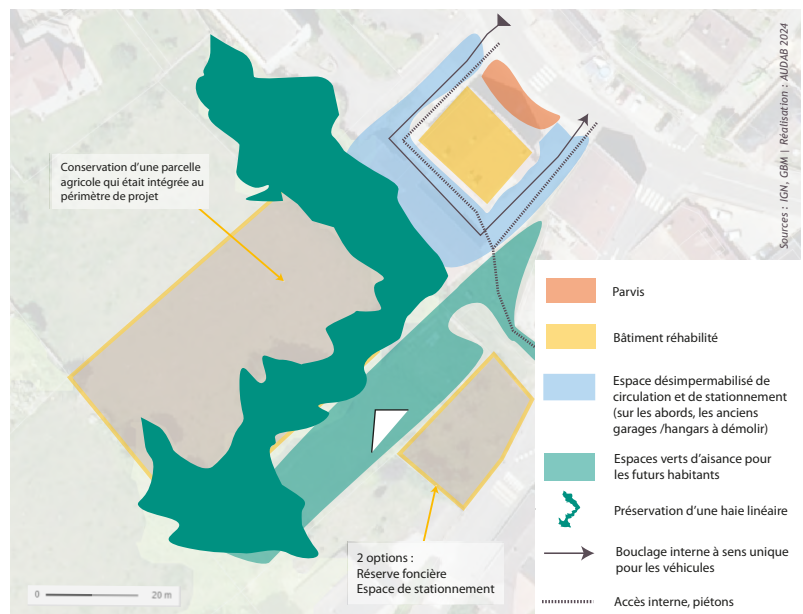 Sources : IGN, GBM | Réalisation : AUDAB 2024
Conservation d'une parcelle
agricole qui était intégrée au
périmètre de projet
Parvis
Bâtiment réhabilité
Espace désimpermabilisé de
circulation et de stationnement
(sur les abords, les anciens
garages /hangars à démolir)
Espaces verts d'aisance pour
les futurs habitants
Préservation d'une haie linéaire
Bouclage interne à sens unique
pour les véhicules
Accès interne, piétons
2 options :
Réserve foncière
Espace de stationnement
0 20 m